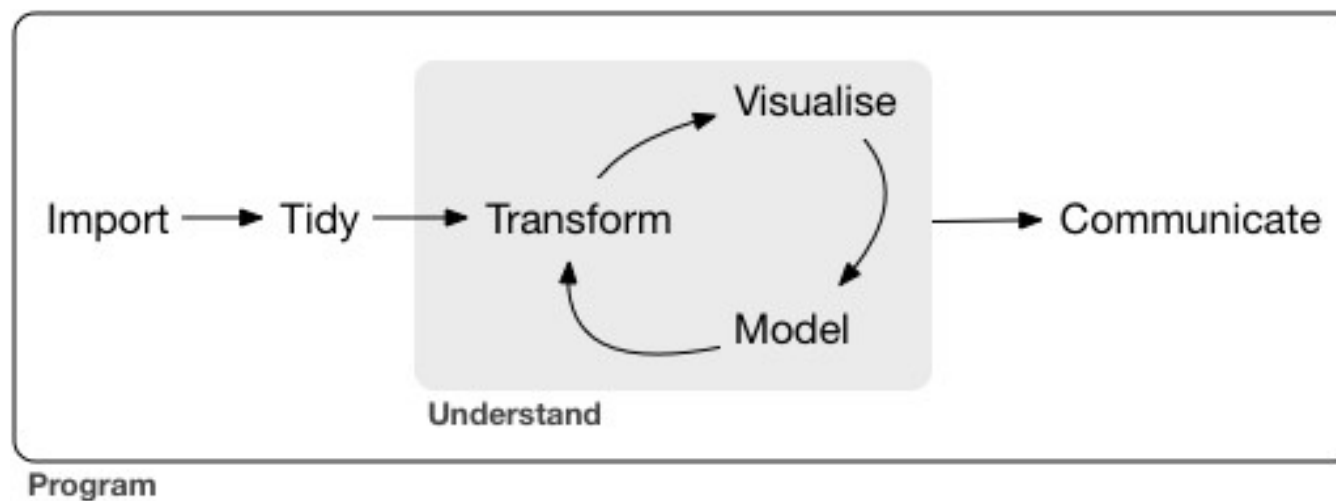 Visualise
Import
Tidy
Transform
Communicate
Model
Understand
Program